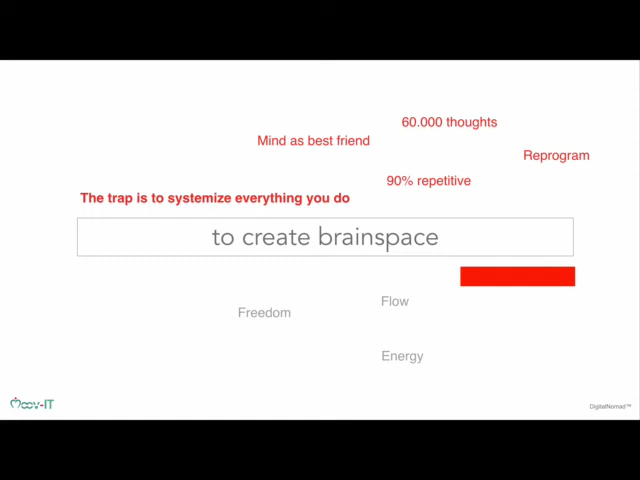 60.000 thoughts
Mind as best friend
Reprogram
90% repetitive
The trap is to systemize everything you do
to create brainspace
Flow
Freedom
Energy
Moov-IT
DigitalNomad™